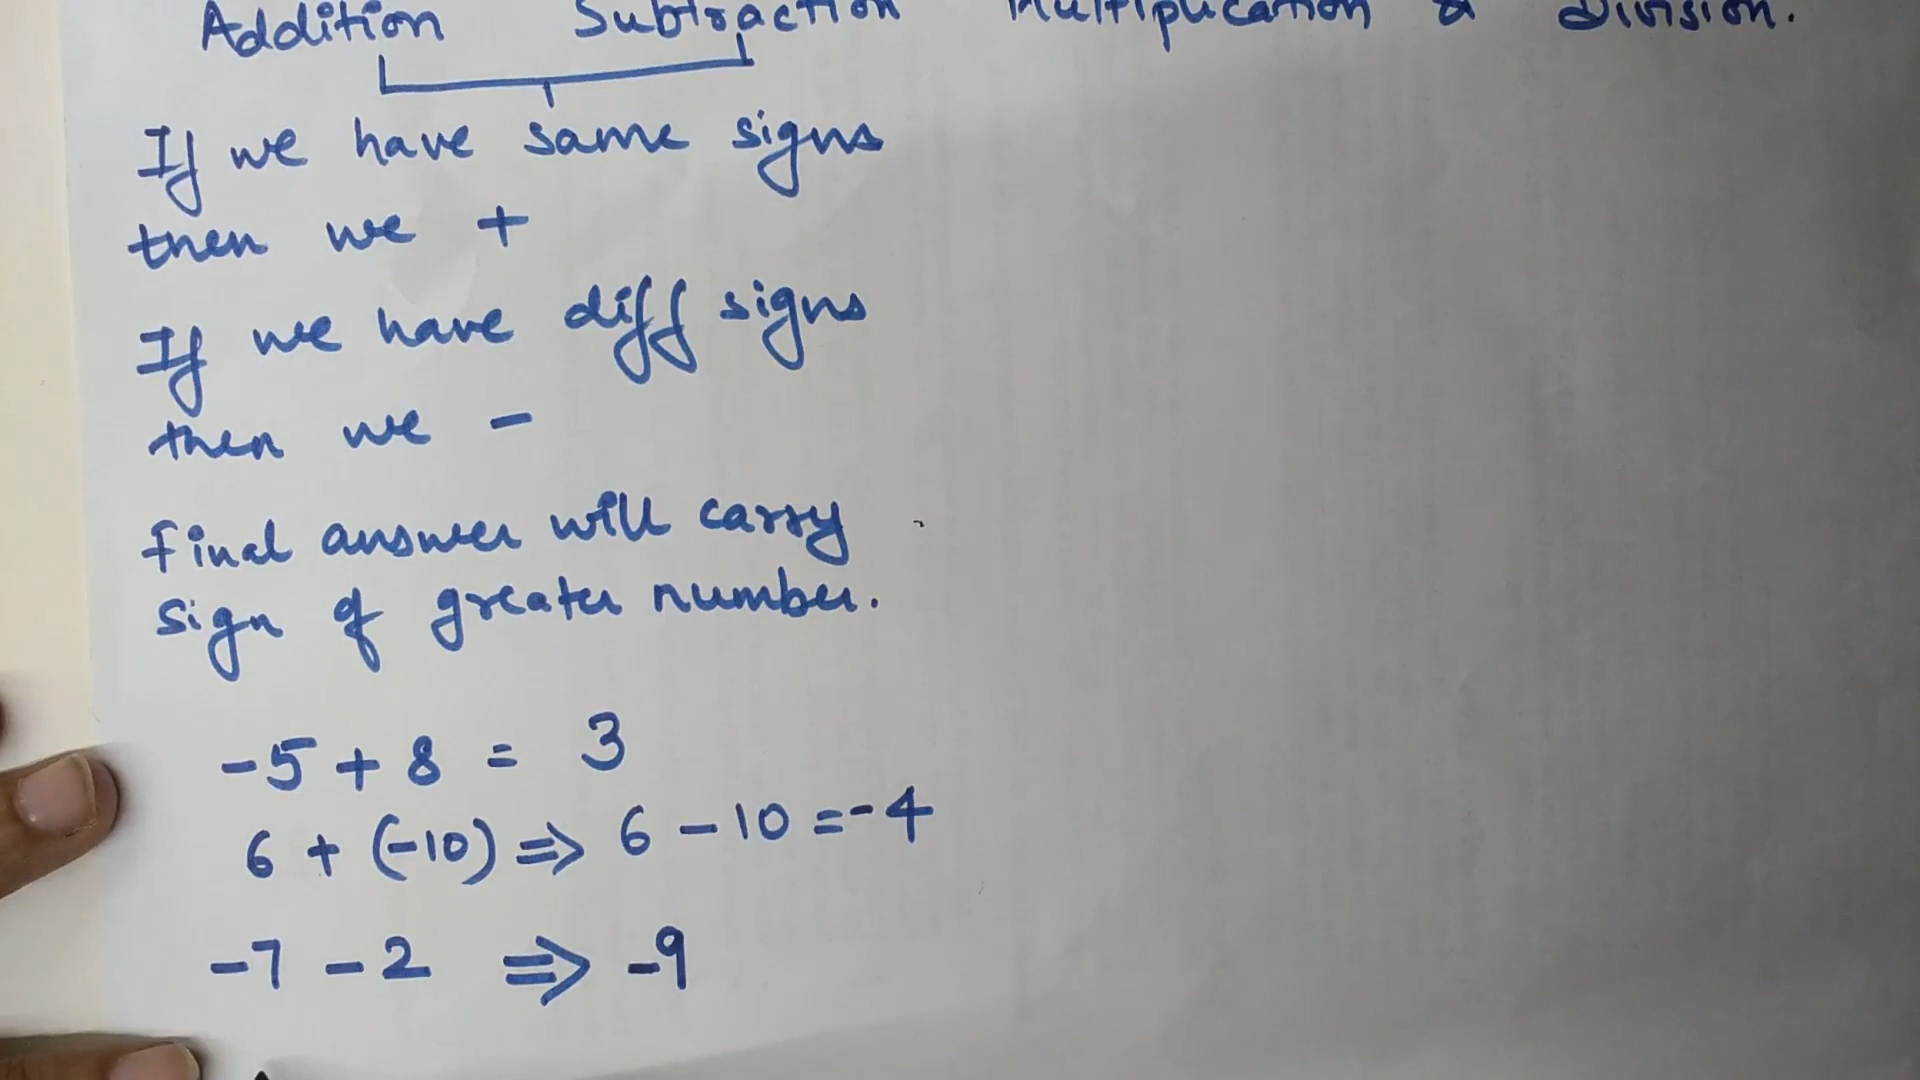 Addition Subtraction Multiplication & Division.
If we have same signs
then we +
If we have diff signs
then we -
Final answer will carry
sign of greater number.
-5 + 8 = 3
6 + (-10) ⇒ 6 - 10 = -4
-7 - 2 ⇒ -9